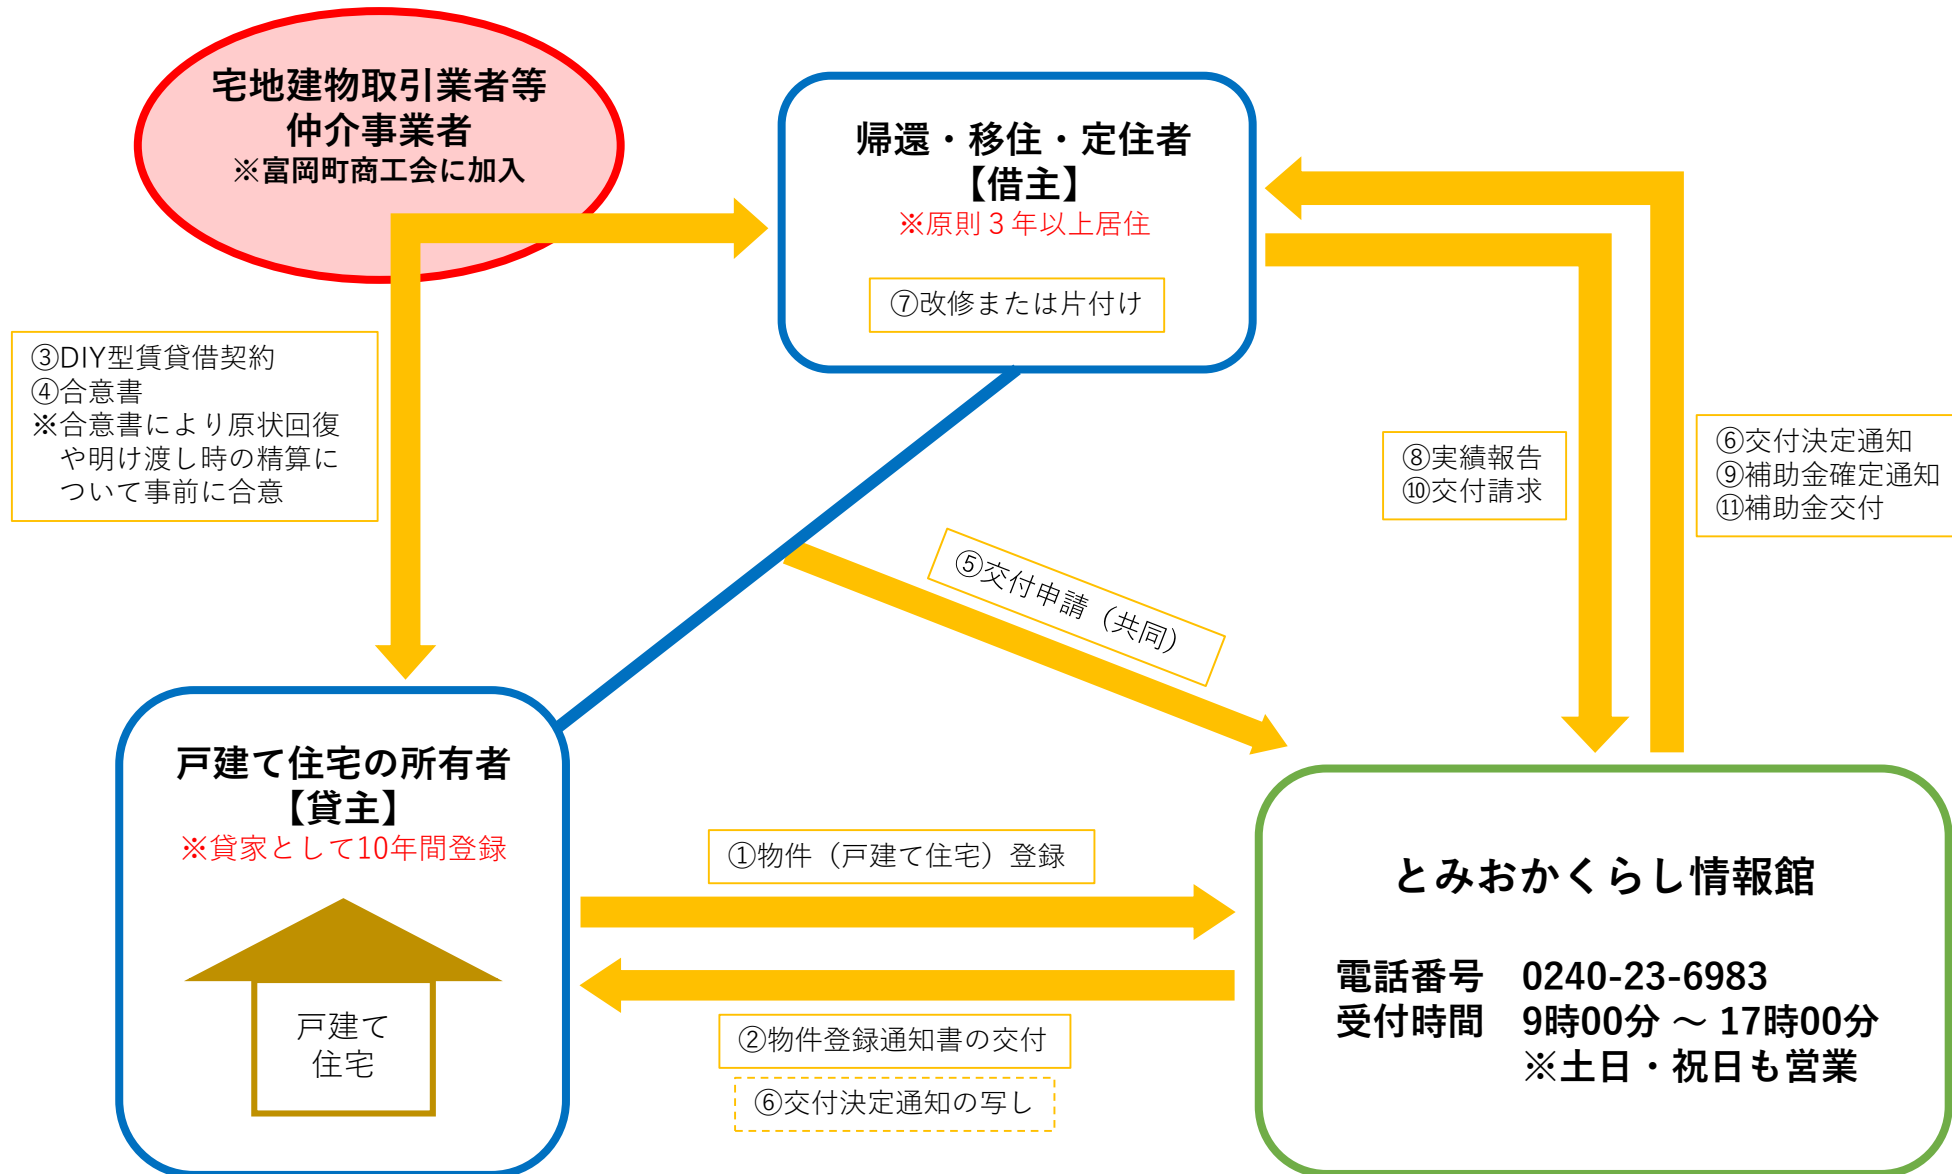 宅地建物取引業者等
仲介事業者
※富岡町商工会に加入
帰還・移住・定住者
【借主】
※原則３年以上居住
⑦改修または片付け
③DIY型賃貸借契約
④合意書
※合意書により原状回復
や明け渡し時の精算に
ついて事前に合意
⑧実績報告
⑩交付請求
⑥交付決定通知
⑨補助金確定通知
⑪補助金交付
⑤交付申請（共同）
戸建て住宅の所有者
【貸主】
※貸家として10年間登録
戸建て
住宅
①物件（戸建て住宅）登録
②物件登録通知書の交付
⑥交付決定通知の写し
とみおかくらし情報館
電話番号　0240-23-6983
受付時間　9時00分 ～ 17時00分
※土日・祝日も営業